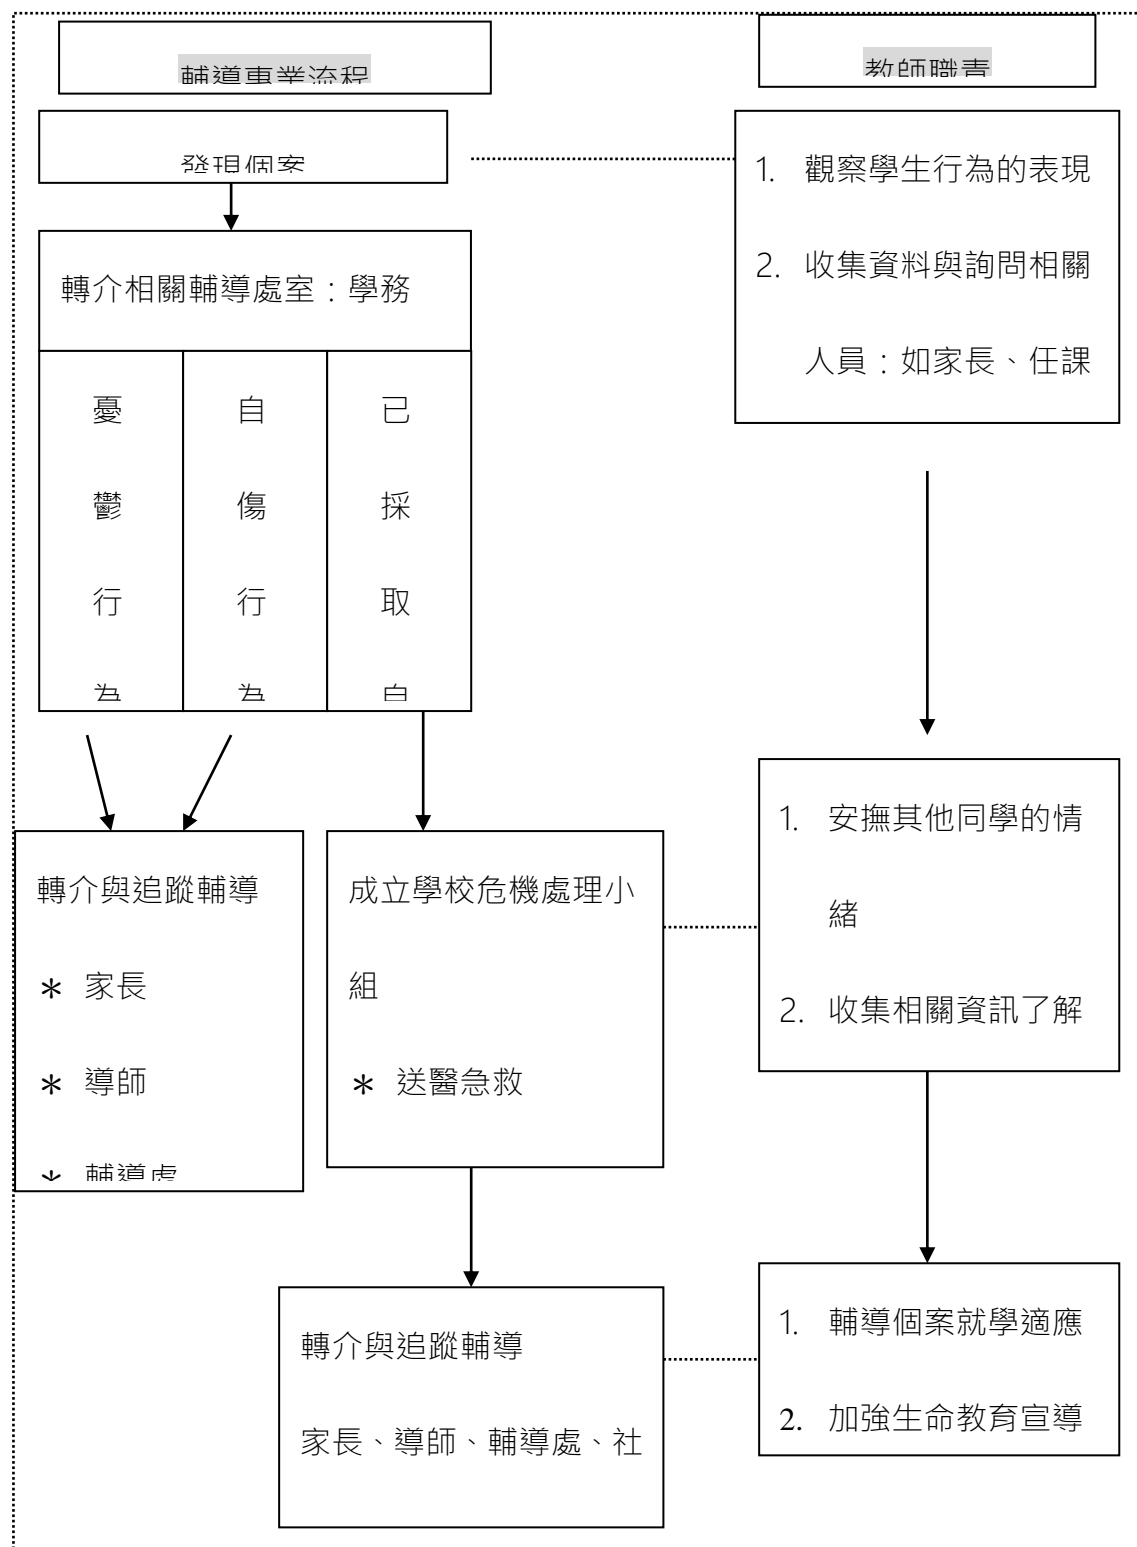 輔導專業流程
教師職責
發現個案
1. 觀察學生行為的表現
2. 收集資料與詢問相關
人員：如家長、任課
轉介相關輔導處室：學務
憂鬱行為
自傷行為
已採取自
1. 安撫其他同學的情
緒
2. 收集相關資訊了解
轉介與追蹤輔導
＊ 家長
＊ 導師
＊ 輔導處
成立學校危機處理小
組
＊ 送醫急救
轉介與追蹤輔導
家長、導師、輔導處、社
1. 輔導個案就學適應
2. 加強生命教育宣導